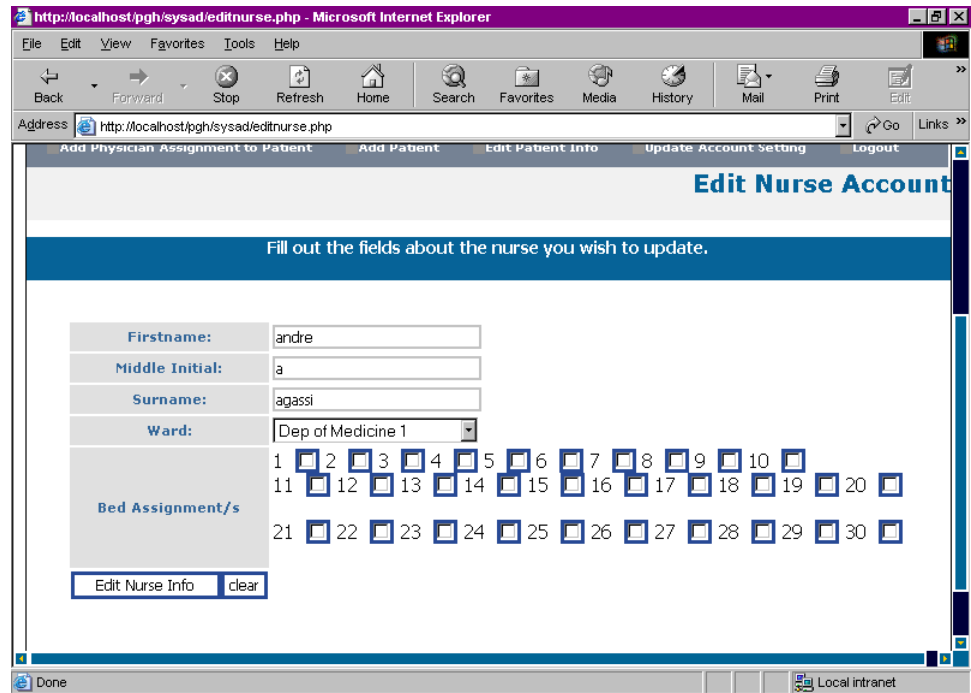 http://localhost/pgh/sysad/editnurse.php - Microsoft Internet Explorer
File Edit View Favorites Tools Help
»
Back Forward Stop Refresh Home Search Favorites Media History Mail Print Edit
Address http://localhost/pgh/sysad/editnurse.php Go Links »
Add Physician Assignment to Patient Add Patient Edit Patient Info Update Account Setting Logout
Edit Nurse Account
Fill out the fields about the nurse you wish to update.
Firstname: andre
Middle Initial: a
Surname: agassi
Ward: Dep of Medicine 1
1 2 3 4 5 6 7 8 9 10
11 12 13 14 15 16 17 18 19 20
Bed Assignment/s
21 22 23 24 25 26 27 28 29 30
Edit Nurse Info clear
Done Local intranet